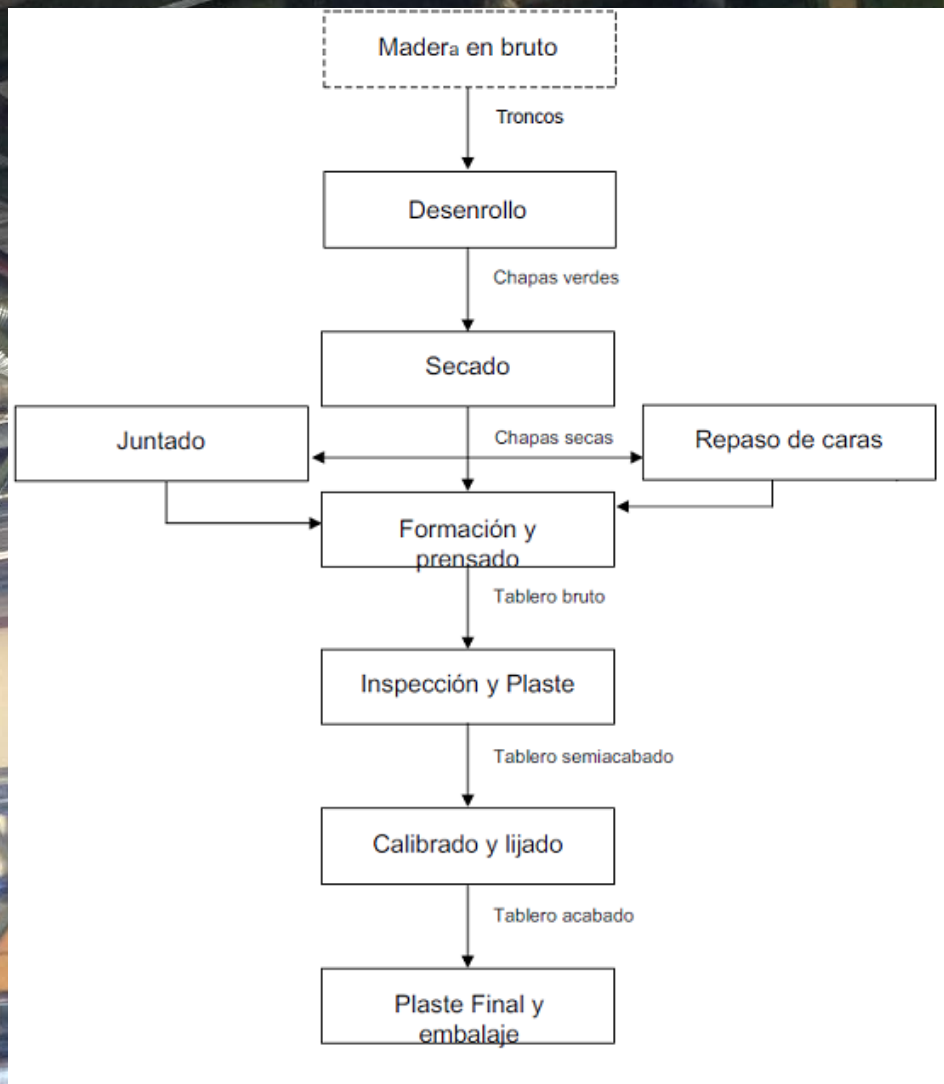 Madera en bruto
Troncos
Desenrollo
Chapas verdes
Secado
Juntado
Chapas secas
Repaso de caras
Formación y
prensado
Tablero bruto
Inspección y Plaste
Tablero semiacabado
Calibrado y lijado
Tablero acabado
Plaste Final y
embalaje